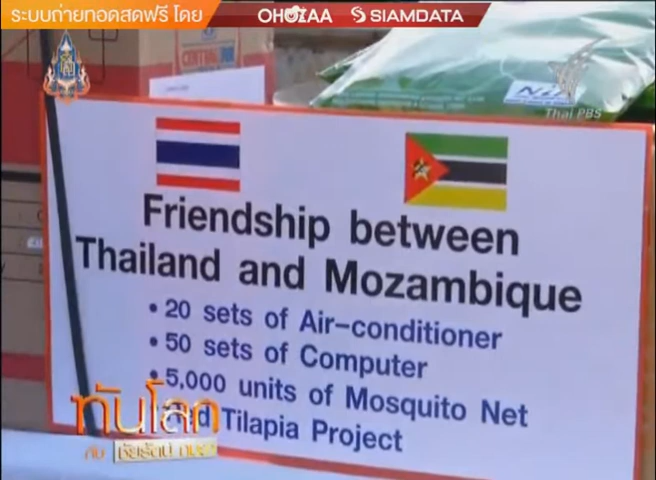 ระบบถ่ายทอดสดฟรี โดย OHOZAA SIAMDATA
Thai PBS
Friendship between
Thailand and Mozambique
• 20 sets of Air-conditioner
• 50 sets of Computer
• 5,000 units of Mosquito Net
Tilapia Project
ทันโลก
กับ